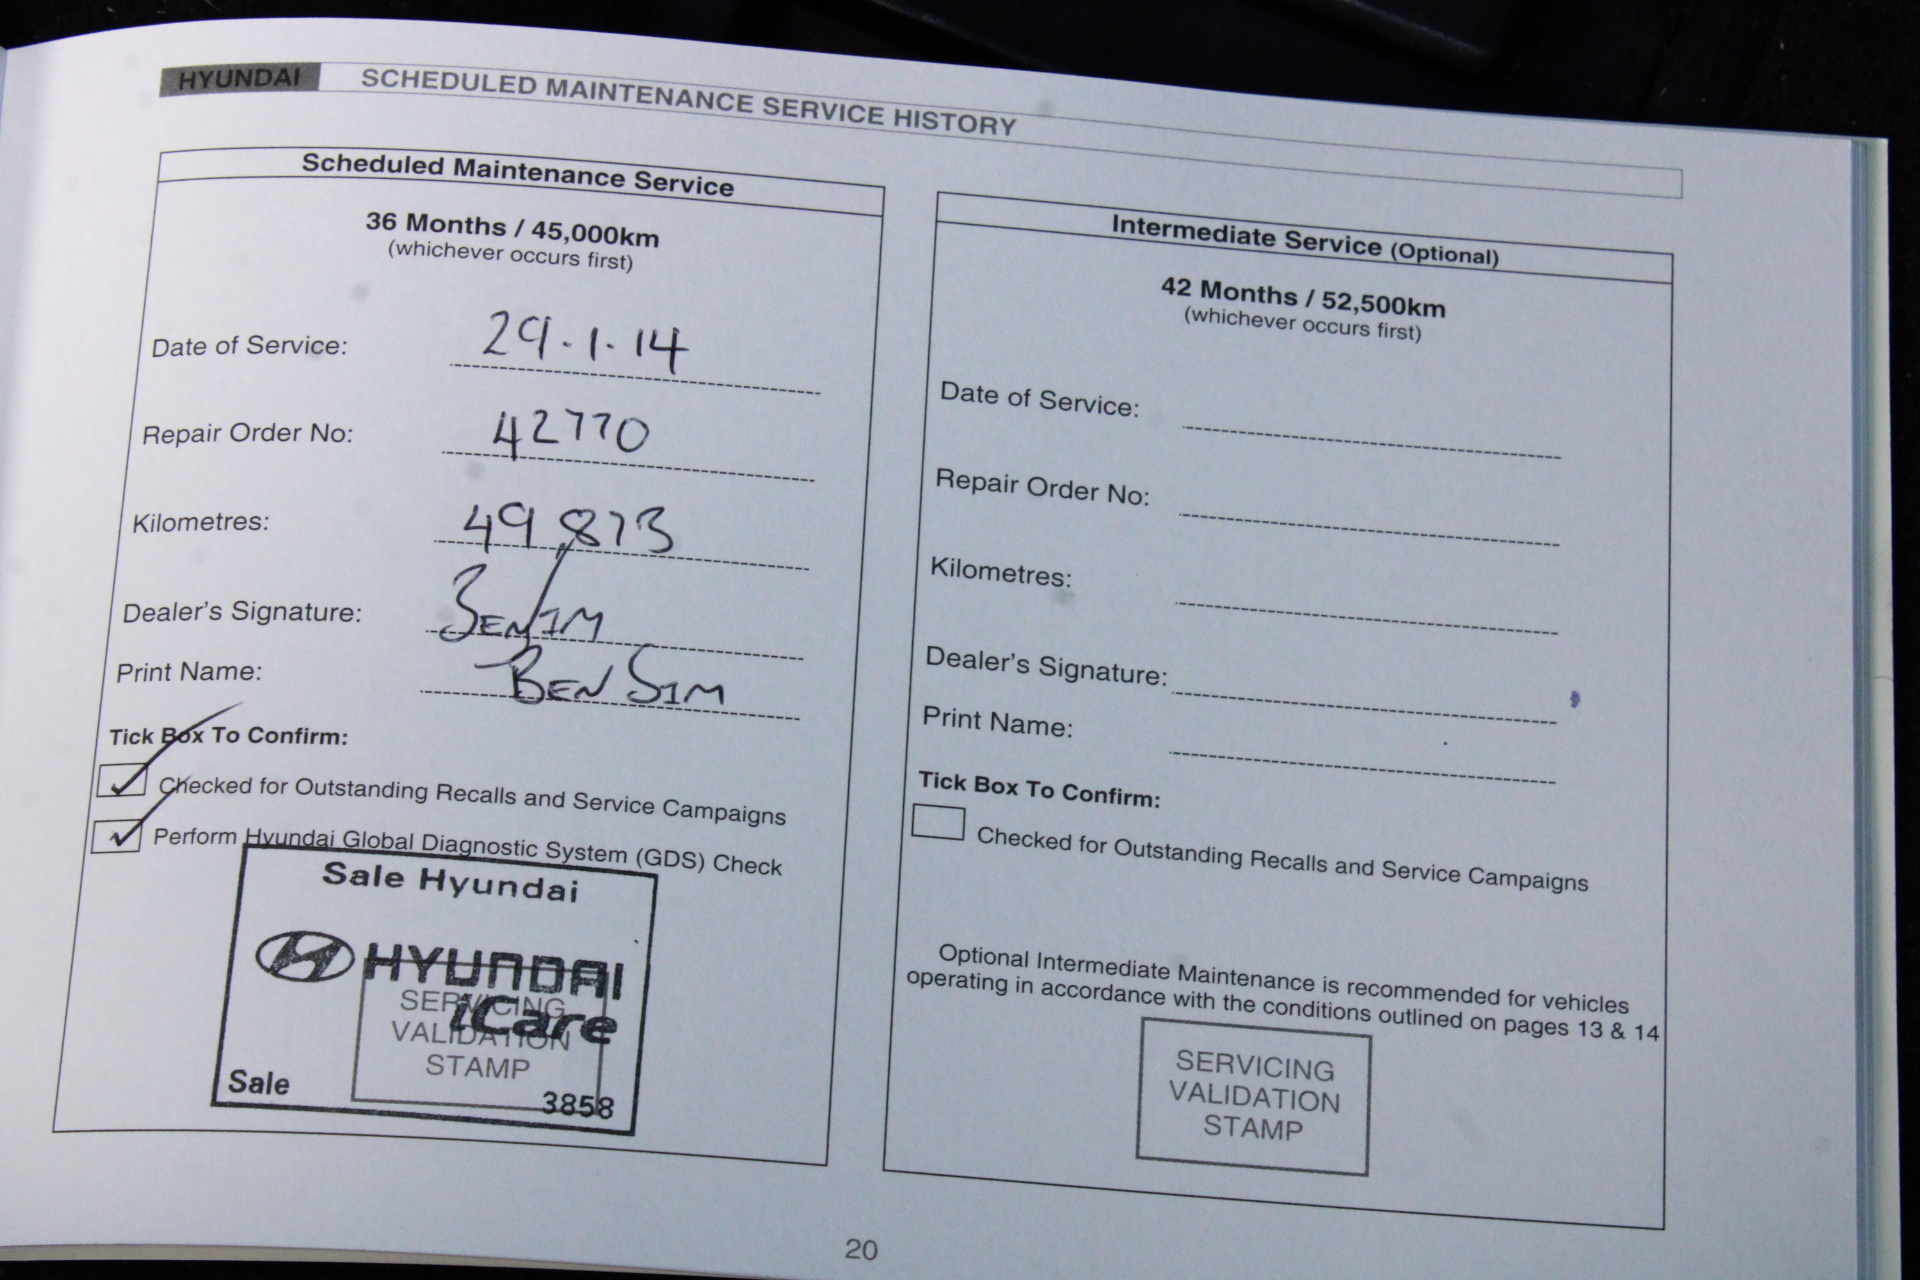 HYUNDAI SCHEDULED MAINTENANCE SERVICE HISTORY
Scheduled Maintenance Service
36 Months / 45,000km
(whichever occurs first)
Date of Service: 29.1.14
Repair Order No: 42770
Kilometres: 49,873
Dealer's Signature: BEN SIM
Print Name: BEN SIM
Tick Box To Confirm:
Checked for Outstanding Recalls and Service Campaigns
Perform Hyundai Global Diagnostic System (GDS) Check
Sale Hyundai
HYUNDAI
iCare
SERVICING
VALIDATION
STAMP
Sale 3858
Intermediate Service (Optional)
42 Months / 52,500km
(whichever occurs first)
Date of Service:
Repair Order No:
Kilometres:
Dealer's Signature:
Print Name:
Tick Box To Confirm:
Checked for Outstanding Recalls and Service Campaigns
Optional Intermediate Maintenance is recommended for vehicles
operating in accordance with the conditions outlined on pages 13 & 14
SERVICING
VALIDATION
STAMP
20